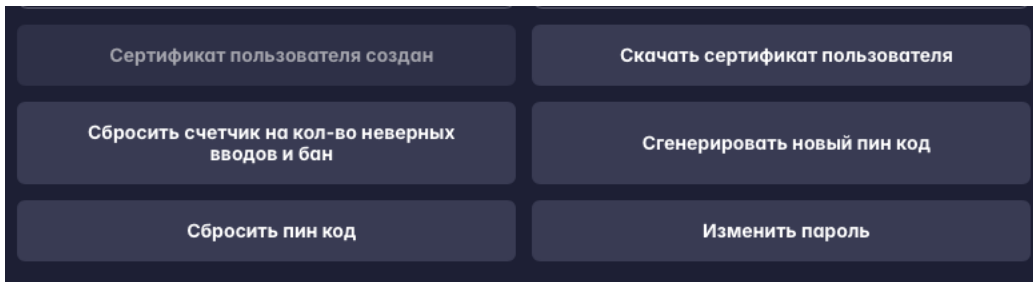 Сертификат пользователя создан
Скачать сертификат пользователя
Сбросить счетчик на кол-во неверных
вводов и бан
Сгенерировать новый пин код
Сбросить пин код
Изменить пароль